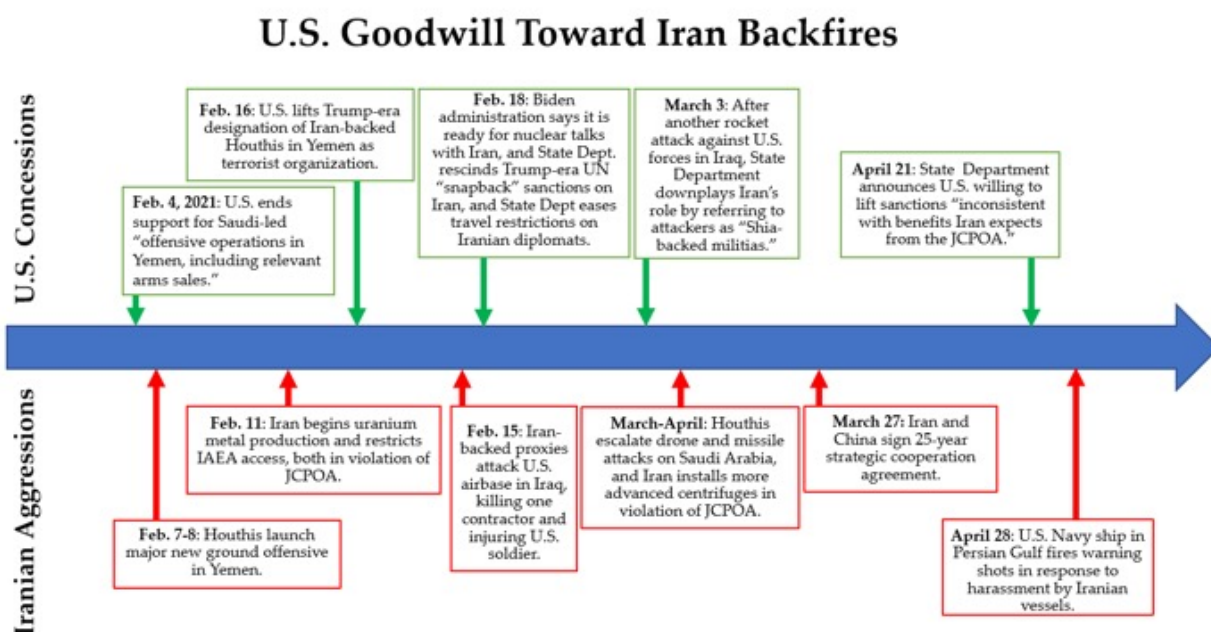 U.S. Goodwill Toward Iran Backfires
U.S. Concessions
Feb. 4, 2021: U.S. ends
support for Saudi-led
“offensive operations in
Yemen, including relevant
arms sales.”
Feb. 16: U.S. lifts Trump-era
designation of Iran-backed
Houthis in Yemen as
terrorist organization.
Feb. 18: Biden
administration says it is
ready for nuclear talks
with Iran, and State Dept.
rescinds Trump-era UN
“snapback” sanctions on
Iran, and State Dept eases
travel restrictions on
Iranian diplomats.
March 3: After
another rocket
attack against U.S.
forces in Iraq, State
Department
downplays Iran’s
role by referring to
attackers as “Shia-
backed militias.”
April 21: State Department
announces U.S. willing to
lift sanctions “inconsistent
with benefits Iran expects
from the JCPOA.”
Iranian Aggressions
Feb. 7-8: Houthis launch
major new ground offensive
in Yemen.
Feb. 11: Iran begins uranium
metal production and restricts
IAEA access, both in violation of
JCPOA.
Feb. 15: Iran-
backed proxies
attack U.S.
airbase in Iraq,
killing one
contractor and
injuring U.S.
soldier.
March-April: Houthis
escalate drone and missile
attacks on Saudi Arabia,
and Iran installs more
advanced centrifuges in
violation of JCPOA.
March 27: Iran and
China sign 25-year
strategic cooperation
agreement.
April 28: U.S. Navy ship in
Persian Gulf fires warning
shots in response to
harassment by Iranian
vessels.